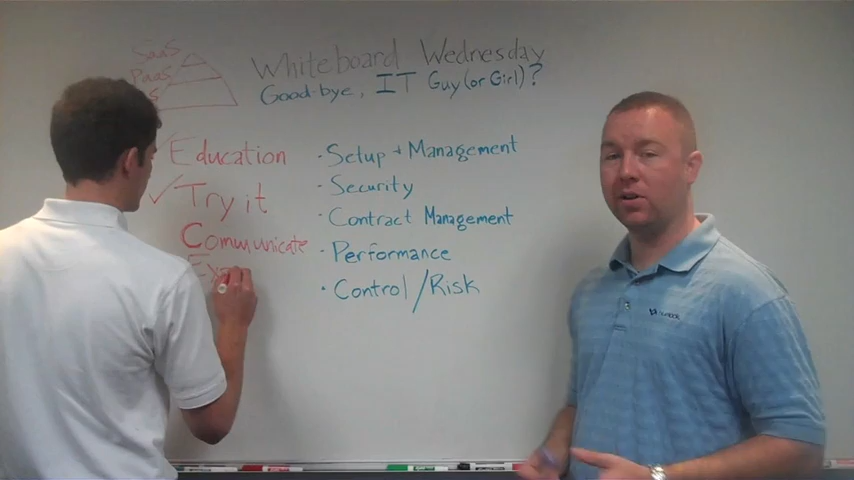 SaaS
PaaS
Whiteboard Wednesday
Good-bye, IT Guy (or Girl)?
Education
Try it
Communicate
· Setup + Management
· Security
· Contract Management
· Performance
· Control/Risk